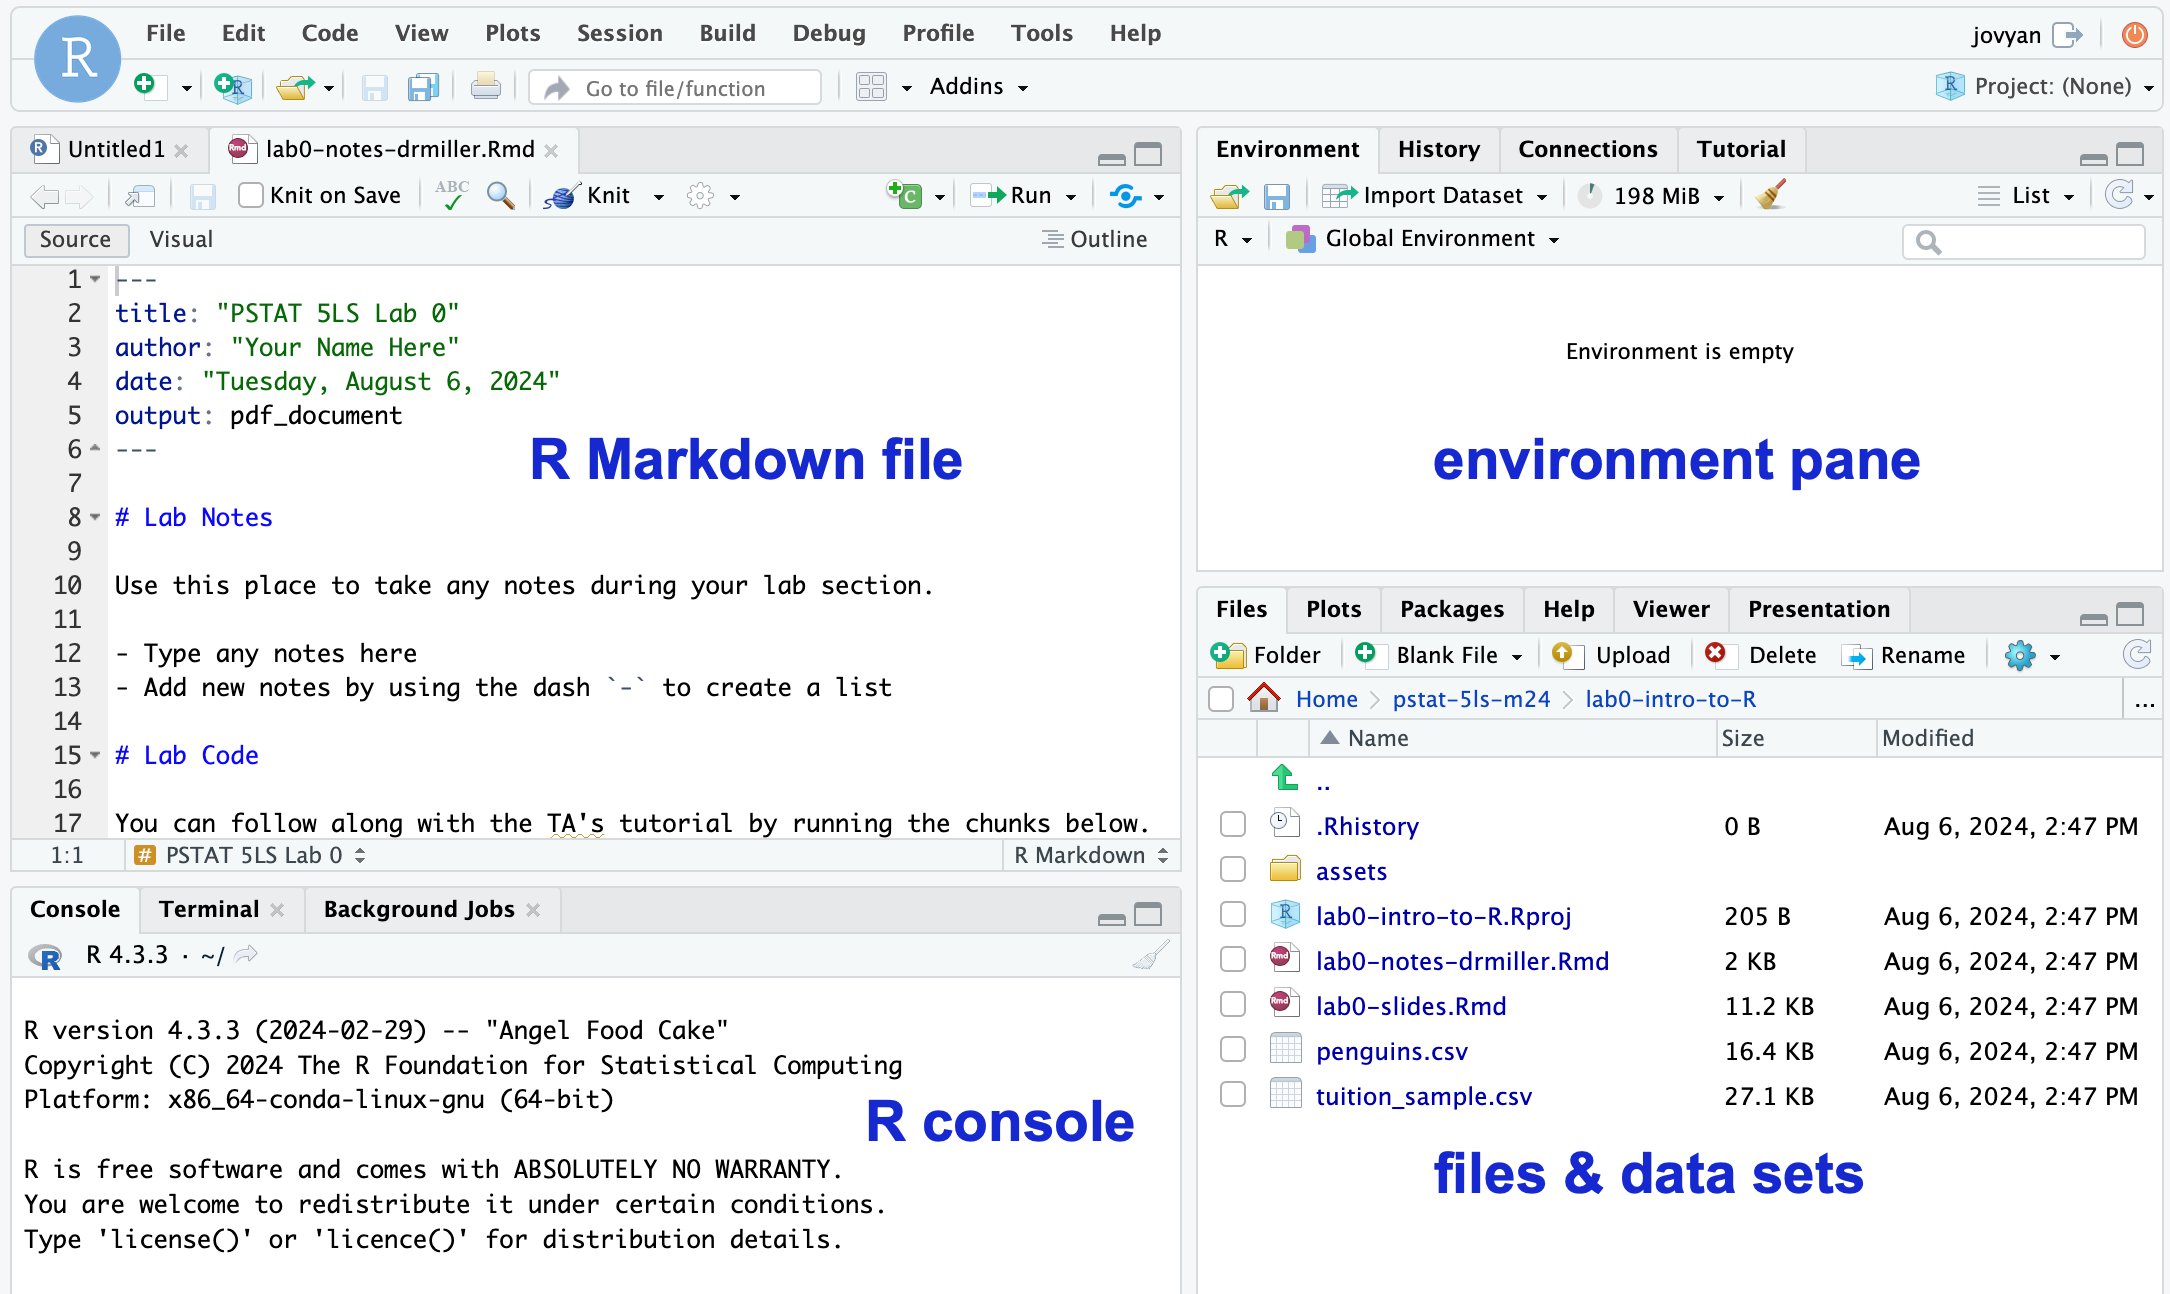 R
File Edit Code View Plots Session Build Debug Profile Tools Help
jovyan
Go to file/function
Addins
Project: (None)
Untitled1
lab0-notes-drmiller.Rmd
Knit on Save
ABC
Knit
Run
Source Visual
Outline
1 ---
2 title: "PSTAT 5LS Lab 0"
3 author: "Your Name Here"
4 date: "Tuesday, August 6, 2024"
5 output: pdf_document
6 ---
7
8 # Lab Notes
9
10 Use this place to take any notes during your lab section.
11
12 - Type any notes here
13 - Add new notes by using the dash `-` to create a list
14
15 # Lab Code
16
17 You can follow along with the TA's tutorial by running the chunks below.
R Markdown file
1:1 # PSTAT 5LS Lab 0
R Markdown
Console Terminal Background Jobs
R 4.3.3 · ~/
R version 4.3.3 (2024-02-29) -- "Angel Food Cake"
Copyright (C) 2024 The R Foundation for Statistical Computing
Platform: x86_64-conda-linux-gnu (64-bit)
R console
R is free software and comes with ABSOLUTELY NO WARRANTY.
You are welcome to redistribute it under certain conditions.
Type 'license()' or 'licence()' for distribution details.
Environment History Connections Tutorial
Import Dataset
198 MiB
List
R
Global Environment
Environment is empty
environment pane
Files Plots Packages Help Viewer Presentation
Folder Blank File Upload Delete Rename
Home pstat-5ls-m24 lab0-intro-to-R ...
Name Size Modified
..
.Rhistory 0 B Aug 6, 2024, 2:47 PM
assets
lab0-intro-to-R.Rproj 205 B Aug 6, 2024, 2:47 PM
lab0-notes-drmiller.Rmd 2 KB Aug 6, 2024, 2:47 PM
lab0-slides.Rmd 11.2 KB Aug 6, 2024, 2:47 PM
penguins.csv 16.4 KB Aug 6, 2024, 2:47 PM
tuition_sample.csv 27.1 KB Aug 6, 2024, 2:47 PM
files & data sets